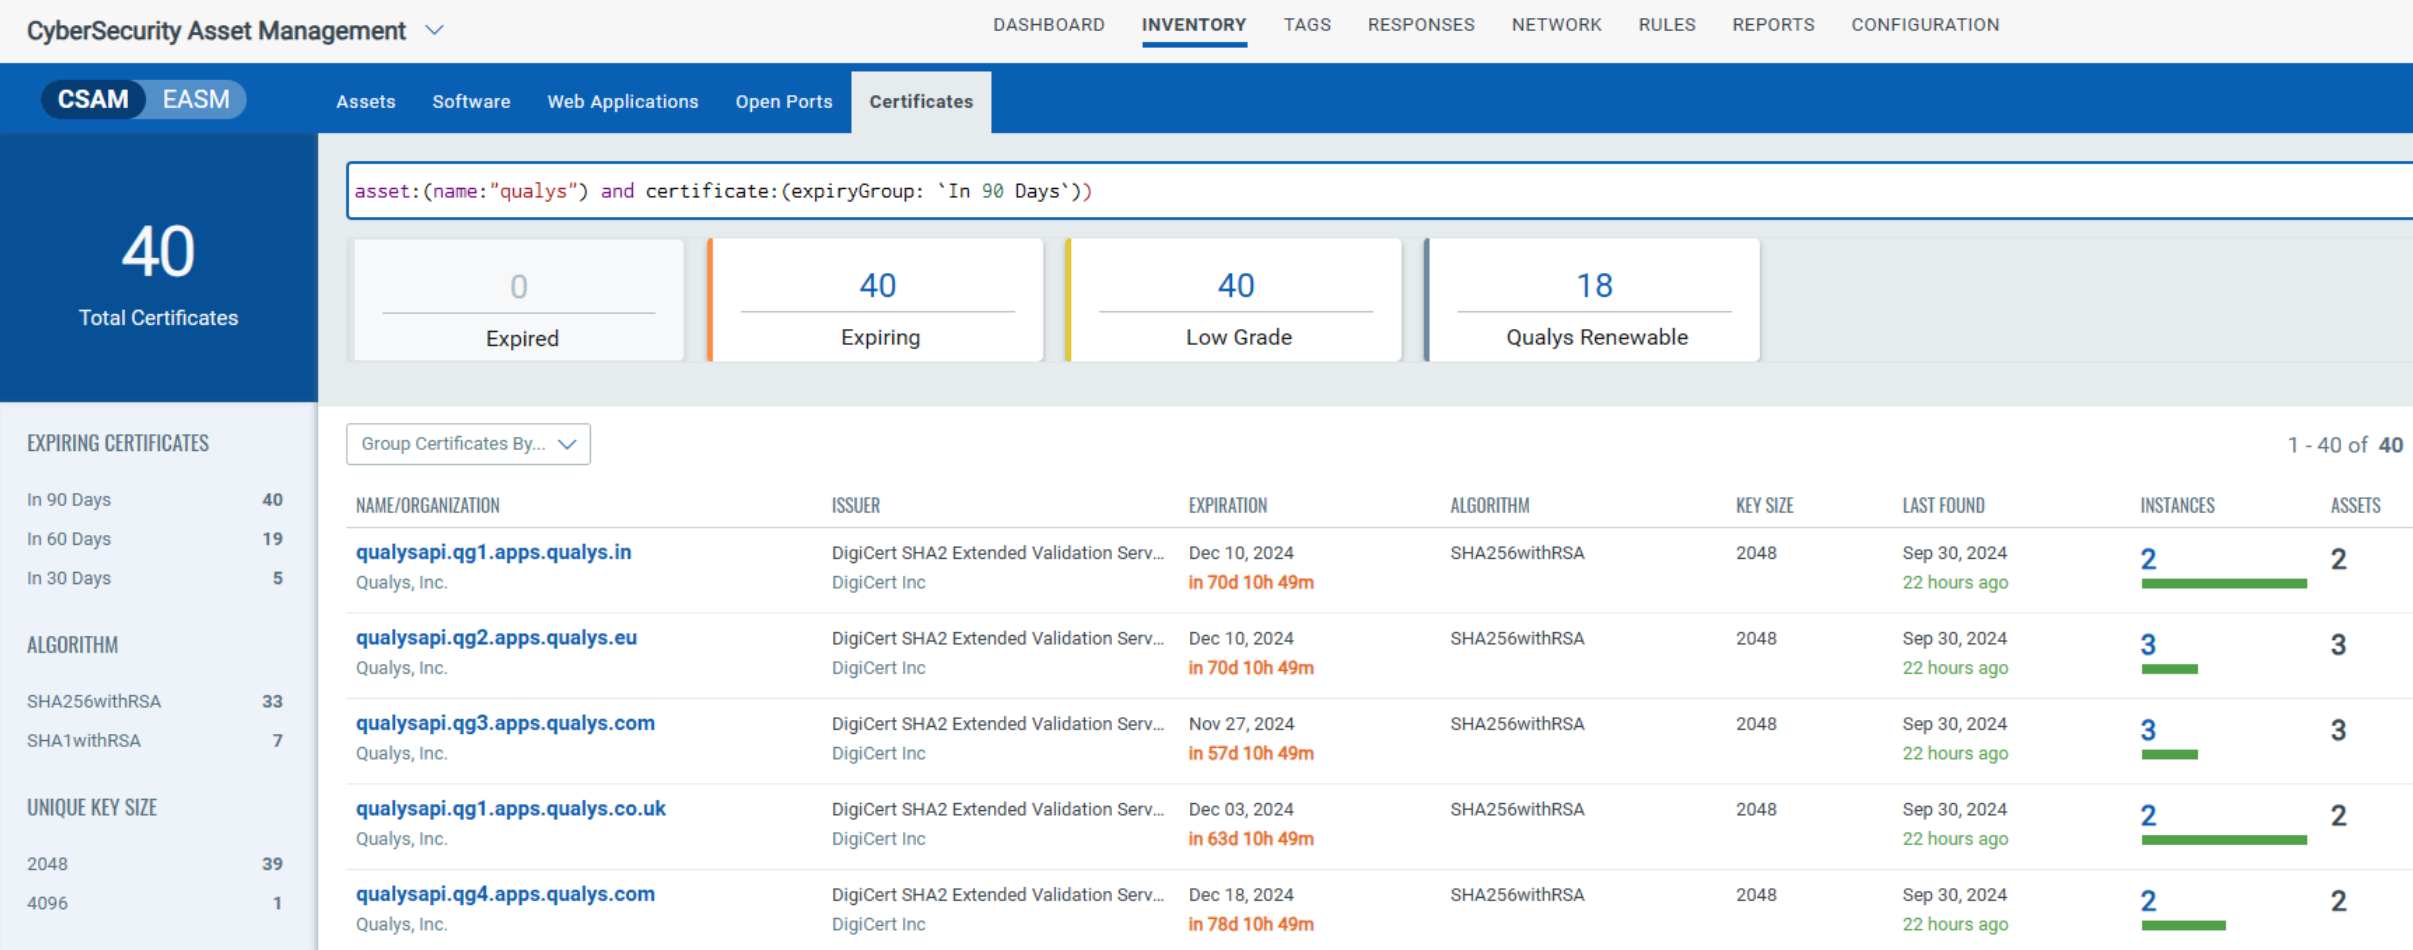 CyberSecurity Asset Management
DASHBOARD INVENTORY TAGS RESPONSES NETWORK RULES REPORTS CONFIGURATION
CSAM EASM
Assets Software Web Applications Open Ports Certificates
40
Total Certificates
asset:(name:"qualys") and certificate:(expiryGroup: `In 90 Days`))
0
Expired
40
Expiring
40
Low Grade
18
Qualys Renewable
EXPIRING CERTIFICATES
In 90 Days 40
In 60 Days 19
In 30 Days 5
ALGORITHM
SHA256withRSA 33
SHA1withRSA 7
UNIQUE KEY SIZE
2048 39
4096 1
Group Certificates By...
1 - 40 of 40
NAME/ORGANIZATION ISSUER EXPIRATION ALGORITHM KEY SIZE LAST FOUND INSTANCES ASSETS
qualysapi.qg1.apps.qualys.in DigiCert SHA2 Extended Validation Serv... Dec 10, 2024 SHA256withRSA 2048 Sep 30, 2024 2 2
Qualys, Inc. DigiCert Inc in 70d 10h 49m 22 hours ago
qualysapi.qg2.apps.qualys.eu DigiCert SHA2 Extended Validation Serv... Dec 10, 2024 SHA256withRSA 2048 Sep 30, 2024 3 3
Qualys, Inc. DigiCert Inc in 70d 10h 49m 22 hours ago
qualysapi.qg3.apps.qualys.com DigiCert SHA2 Extended Validation Serv... Nov 27, 2024 SHA256withRSA 2048 Sep 30, 2024 3 3
Qualys, Inc. DigiCert Inc in 57d 10h 49m 22 hours ago
qualysapi.qg1.apps.qualys.co.uk DigiCert SHA2 Extended Validation Serv... Dec 03, 2024 SHA256withRSA 2048 Sep 30, 2024 2 2
Qualys, Inc. DigiCert Inc in 63d 10h 49m 22 hours ago
qualysapi.qg4.apps.qualys.com DigiCert SHA2 Extended Validation Serv... Dec 18, 2024 SHA256withRSA 2048 Sep 30, 2024 2 2
Qualys, Inc. DigiCert Inc in 78d 10h 49m 22 hours ago